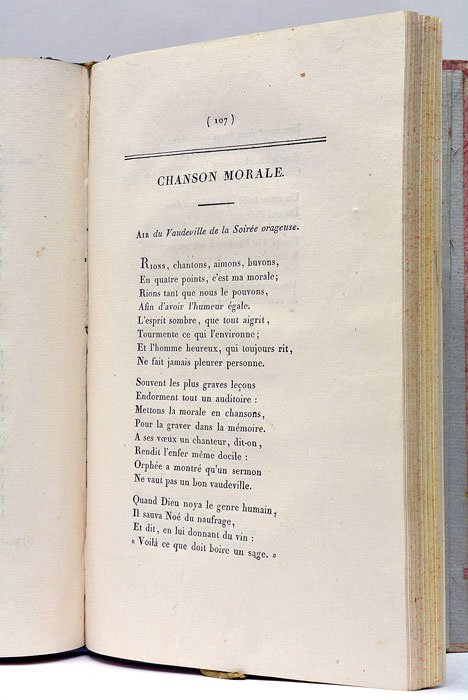 ( 107 )
CHANSON MORALE.
AIR du Vaudeville de la Soirée orageuse.
RIONS, chantons, aimons, buvons,
En quatre points, c'est ma morale;
Rions tant que nous le pouvons,
Afin d'avoir l'humeur égale.
L'esprit sombre, que tout aigrit,
Tourmente ce qui l'environne;
Et l'homme heureux, qui toujours rit,
Ne fait jamais pleurer personne.
Souvent les plus graves leçons
Endorment tout un auditoire :
Mettons la morale en chansons,
Pour la graver dans la mémoire.
A ses vœux un chanteur, dit-on,
Rendit l'enfer même docile :
Orphée a montré qu'un sermon
Ne vaut pas un bon vaudeville.
Quand Dieu noya le genre humain,
Il sauva Noé du naufrage,
Et dit, en lui donnant du vin :
« Voilà ce que doit boire un sage. »